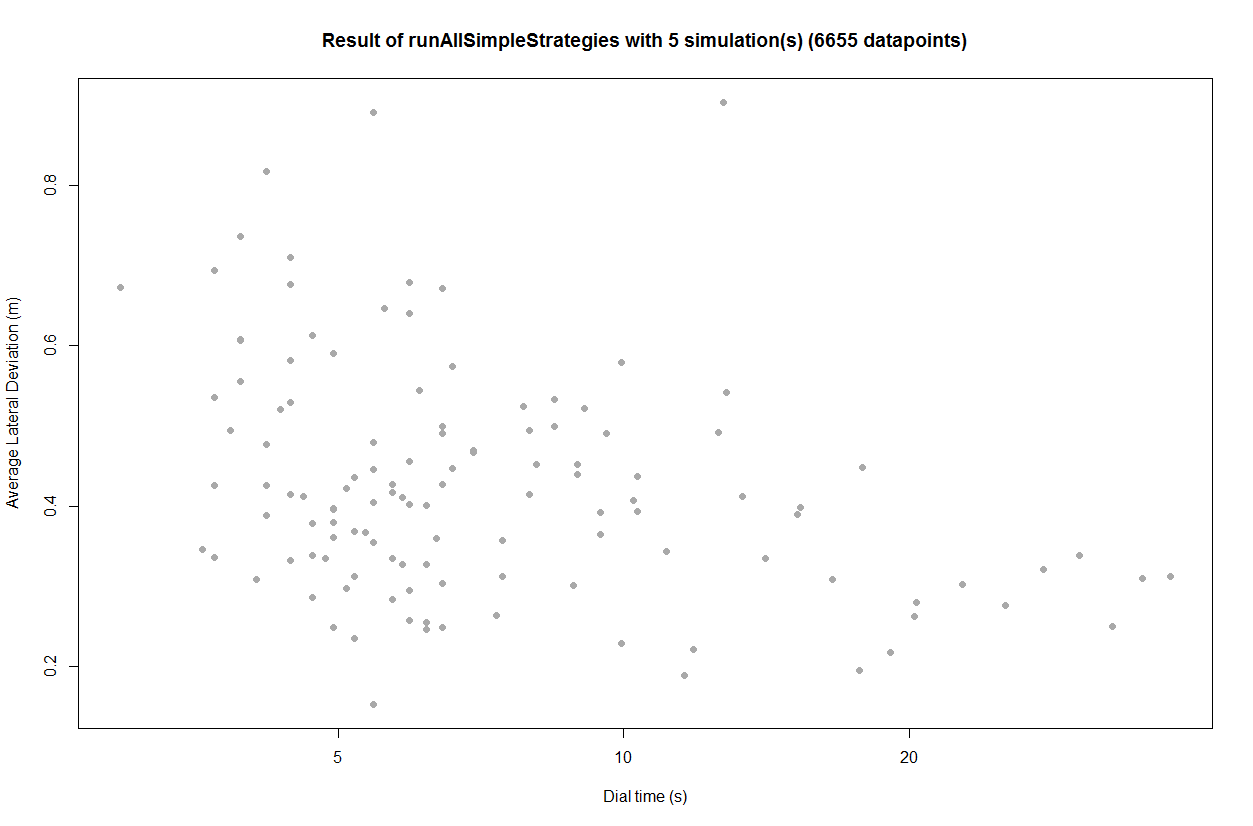 Result of runAllSimpleStrategies with 5 simulation(s) (6655 datapoints)
Average Lateral Deviation (m)
0.8
0.6
0.4
0.2
5 10 20
Dial time (s)